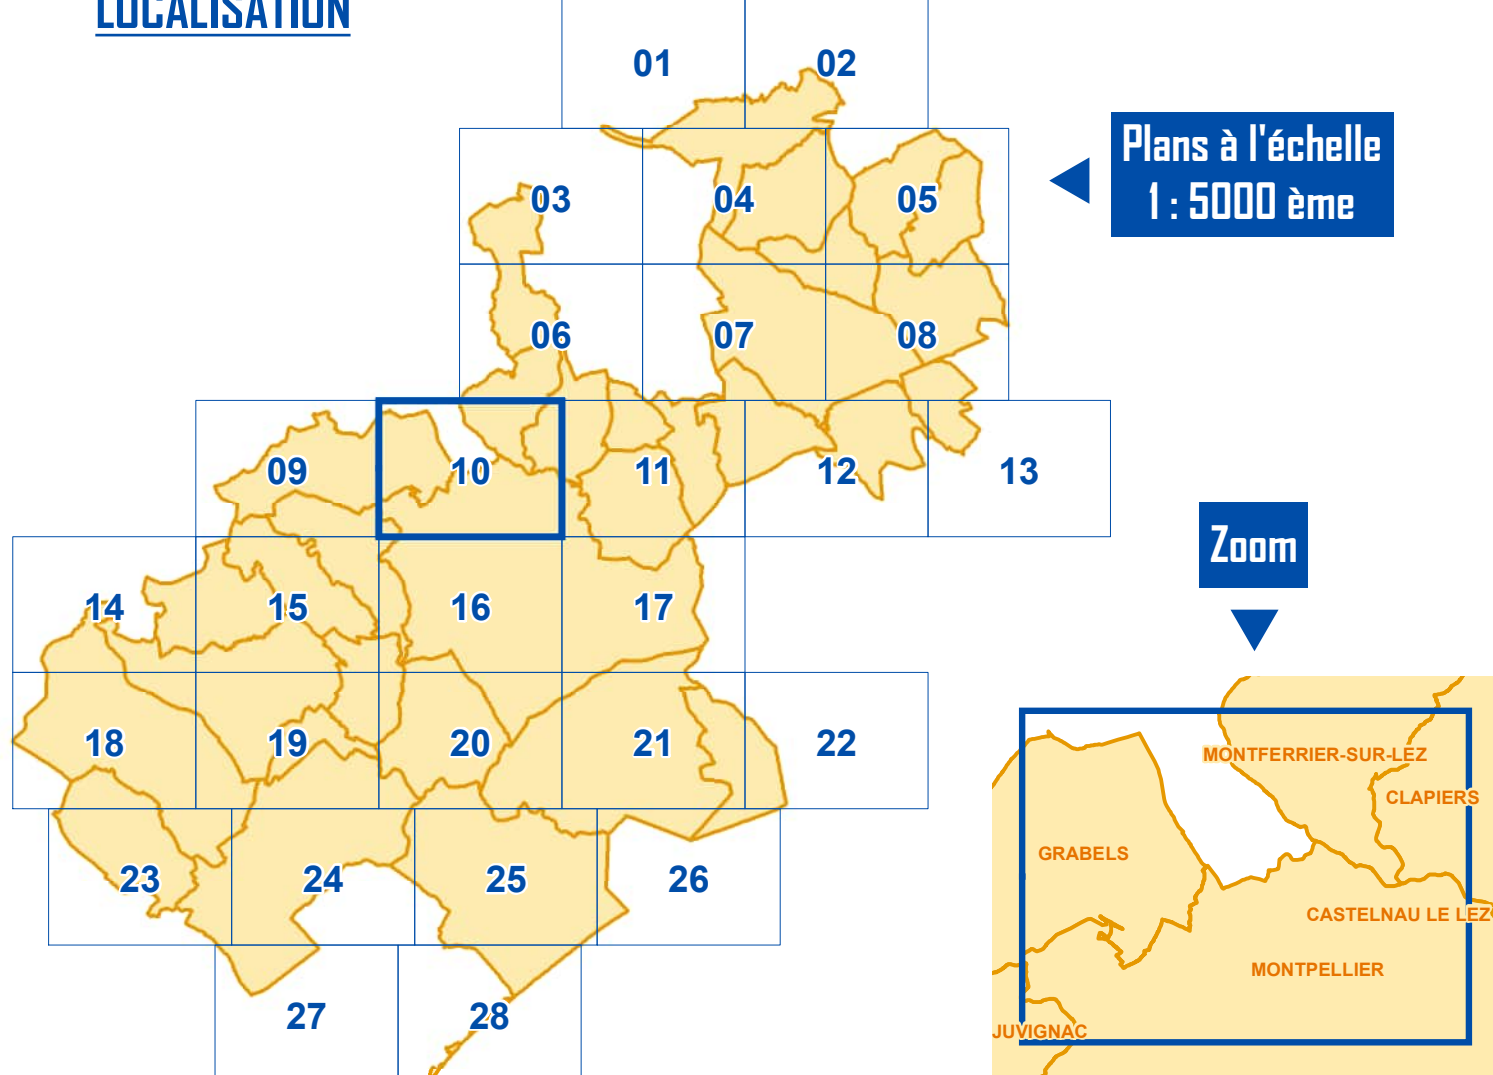 LOCALISATION
01
02
Plans à l'échelle
1 : 5000 ème
03
04
05
06
07
08
09
10
11
12
13
Zoom
14
15
16
17
18
19
20
21
22
MONTFERRIER-SUR-LEZ
CLAPIERS
GRABELS
CASTELNAU LE LEZ
MONTPELLIER
JUVIGNAC
23
24
25
26
27
28